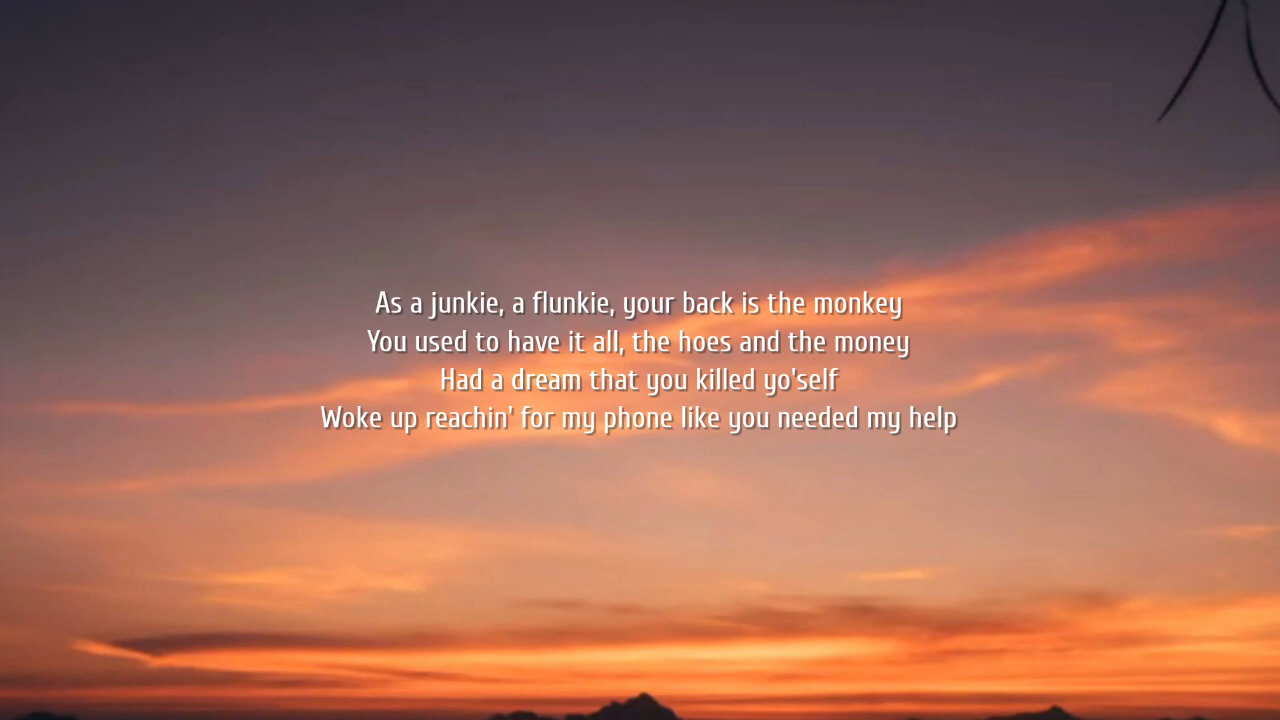 As a junkie, a flunkie, your back is the monkey
You used to have it all, the hoes and the money
Had a dream that you killed yo'self
Woke up reachin' for my phone like you needed my help